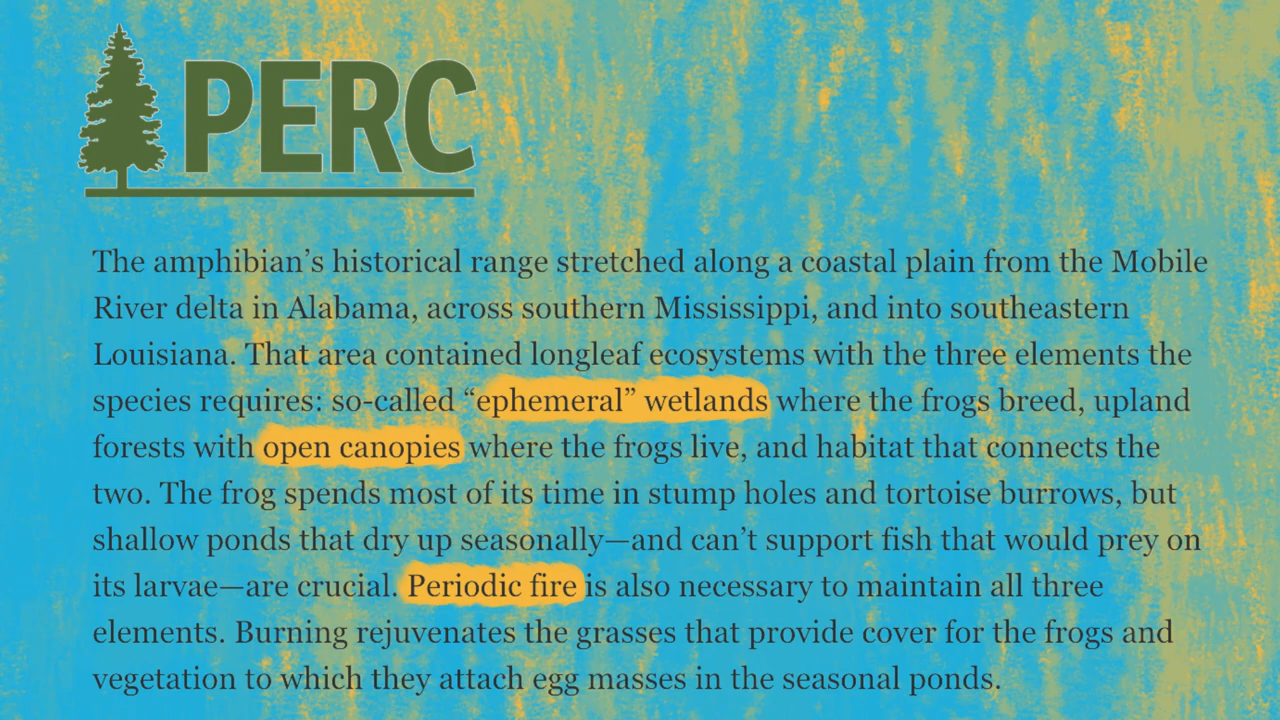 PERC
The amphibian’s historical range stretched along a coastal plain from the Mobile
River delta in Alabama, across southern Mississippi, and into southeastern
Louisiana. That area contained longleaf ecosystems with the three elements the
species requires: so-called “ephemeral” wetlands where the frogs breed, upland
forests with open canopies where the frogs live, and habitat that connects the
two. The frog spends most of its time in stump holes and tortoise burrows, but
shallow ponds that dry up seasonally—and can’t support fish that would prey on
its larvae—are crucial. Periodic fire is also necessary to maintain all three
elements. Burning rejuvenates the grasses that provide cover for the frogs and
vegetation to which they attach egg masses in the seasonal ponds.